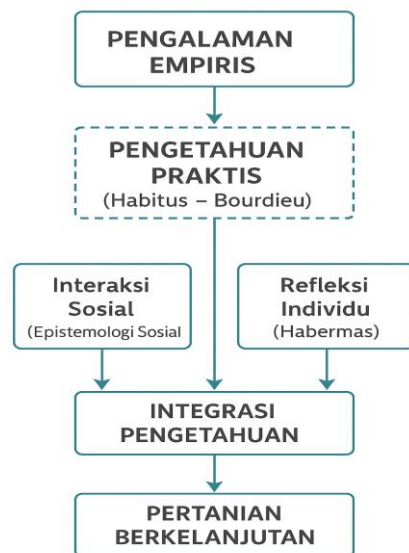 PENGALAMAN
EMPIRIS
PENGETAHUAN
PRAKTIS
(Habitus – Bourdieu)
Interaksi
Sosial
(Epistemologi Sosial
Refleksi
Individu
(Habermas)
INTEGRASI
PENGETAHUAN
PERTANIAN
BERKELANJUTAN